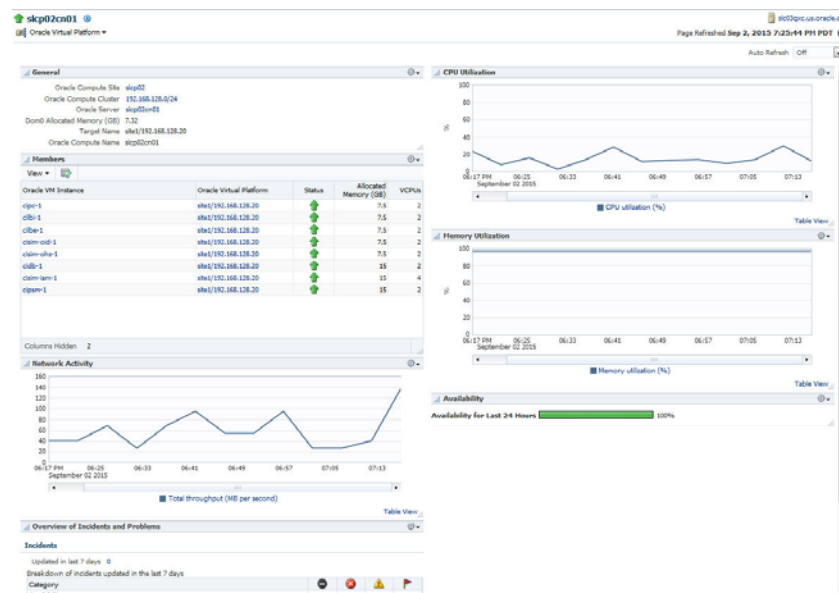 slcp02cn01
Oracle Virtual Platform
Page Refreshed Sep 2, 2015 7:25:44 PM PDT
Auto Refresh Off
General
Oracle Compute Site slcp02
Oracle Compute Cluster 192.168.128.0/24
Oracle Server slcp02cn01
Dom0 Allocated Memory (GB) 7.32
Target Name site1/192.168.128.20
Oracle Compute Name slcp02cn01
Members
View
Oracle VM Instance Oracle Virtual Platform Status Allocated Memory (GB) VCPUs
cipc-1 site1/192.168.128.20 7.5 2
cilbi-1 site1/192.168.128.20 7.5 2
cilbe-1 site1/192.168.128.20 7.5 2
cisim-oid-1 site1/192.168.128.20 7.5 2
cisim-ohs-1 site1/192.168.128.20 7.5 2
cidb-1 site1/192.168.128.20 15 2
cisim-iam-1 site1/192.168.128.20 15 4
cipsm-1 site1/192.168.128.20 15 2
Columns Hidden 2
Network Activity
160
140
120
100
80
60
40
20
0
06:17 PM 06:25 06:33 06:41 06:49 06:57 07:05 07:13
September 02 2015
Total throughput (MB per second)
Table View
Overview of Incidents and Problems
Incidents
Updated in last 7 days 0
Breakdown of incidents updated in the last 7 days
Category
CPU Utilization
100
80
60
40
20
0
%
06:17 PM 06:25 06:33 06:41 06:49 06:57 07:05 07:13
September 02 2015
CPU utilization (%)
Table View
Memory Utilization
100
80
60
40
20
0
%
06:17 PM 06:25 06:33 06:41 06:49 06:57 07:05 07:13
September 02 2015
Memory utilization (%)
Table View
Availability
Availability for Last 24 Hours 100%